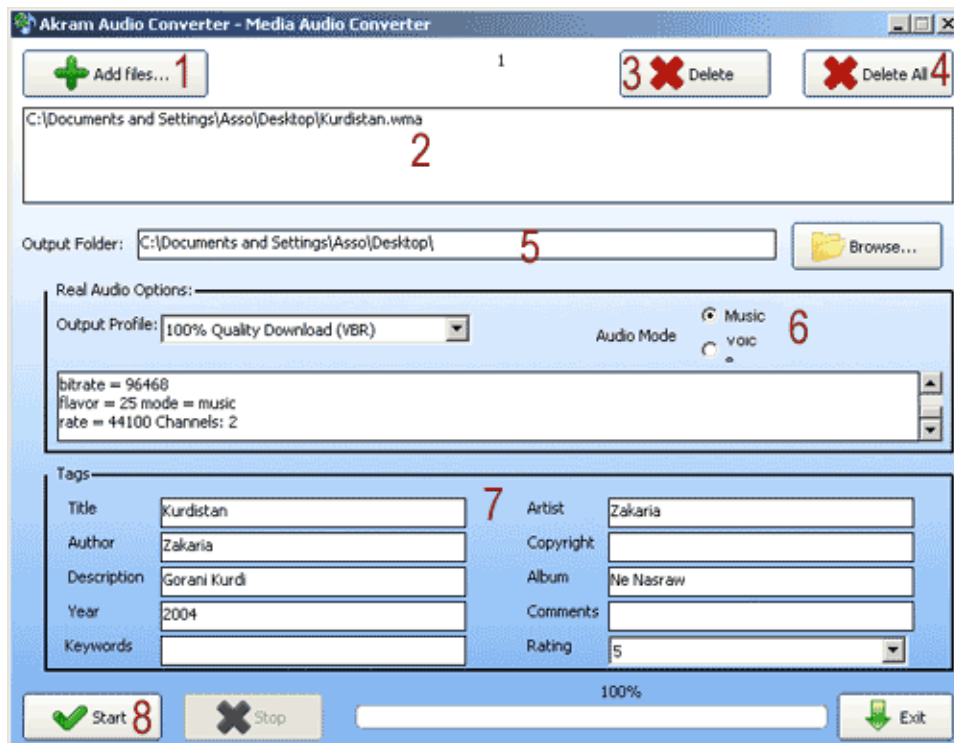 Akram Audio Converter - Media Audio Converter
Add files... 1
1
3 Delete
Delete All 4
C:\Documents and Settings\Asso\Desktop\Kurdistan.wma
2
Output Folder: C:\Documents and Settings\Asso\Desktop\ 5
Browse...
Real Audio Options:
Output Profile: 100% Quality Download (VBR)
Audio Mode
Music
6
bitrate = 96468
flavor = 25 mode = music
rate = 44100 Channels: 2
Tags
7
Title Kurdistan
Artist Zakaria
Author Zakaria
Copyright
Description Gorani Kurdi
Album Ne Nasraw
Year 2004
Comments
Keywords
Rating 5
100%
Start 8
Stop
Exit